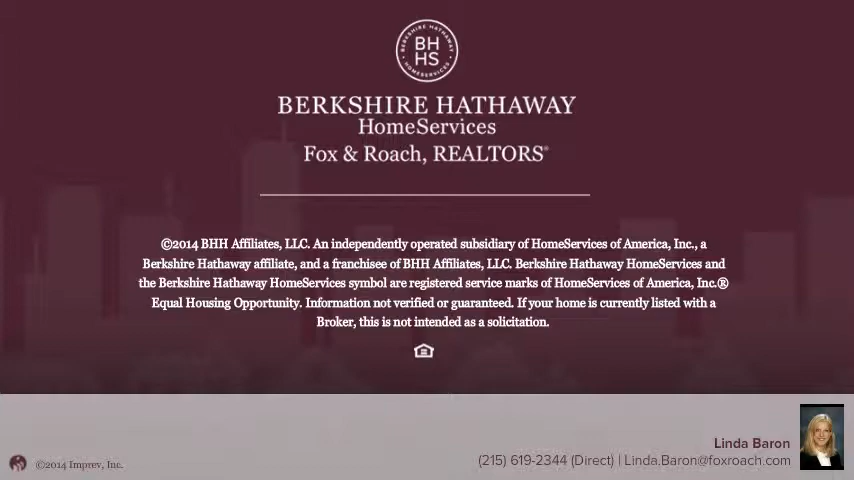 BERKSHIRE HATHAWAY
HOMESERVICES
BH
HS
BERKSHIRE HATHAWAY
HomeServices
Fox & Roach, REALTORS®
©2014 BHH Affiliates, LLC. An independently operated subsidiary of HomeServices of America, Inc., a
Berkshire Hathaway affiliate, and a franchisee of BHH Affiliates, LLC. Berkshire Hathaway HomeServices and
the Berkshire Hathaway HomeServices symbol are registered service marks of HomeServices of America, Inc.®
Equal Housing Opportunity. Information not verified or guaranteed. If your home is currently listed with a
Broker, this is not intended as a solicitation.
Linda Baron
(215) 619-2344 (Direct) | Linda.Baron@foxroach.com
©2014 Imprev, Inc.